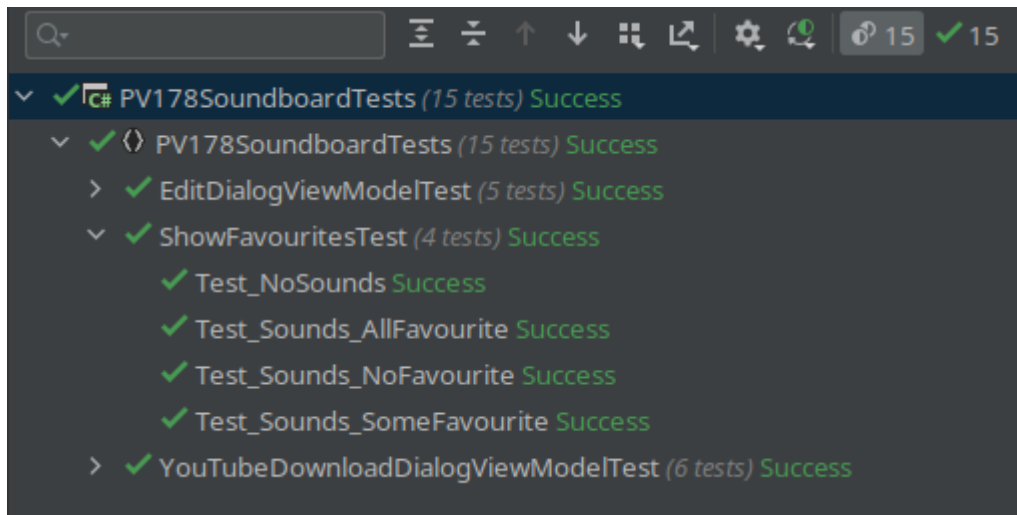 15 15
C# PV178SoundboardTests (15 tests) Success
PV178SoundboardTests (15 tests) Success
EditDialogViewModelTest (5 tests) Success
ShowFavouritesTest (4 tests) Success
Test_NoSounds Success
Test_Sounds_AllFavourite Success
Test_Sounds_NoFavourite Success
Test_Sounds_SomeFavourite Success
YouTubeDownloadDialogViewModelTest (6 tests) Success